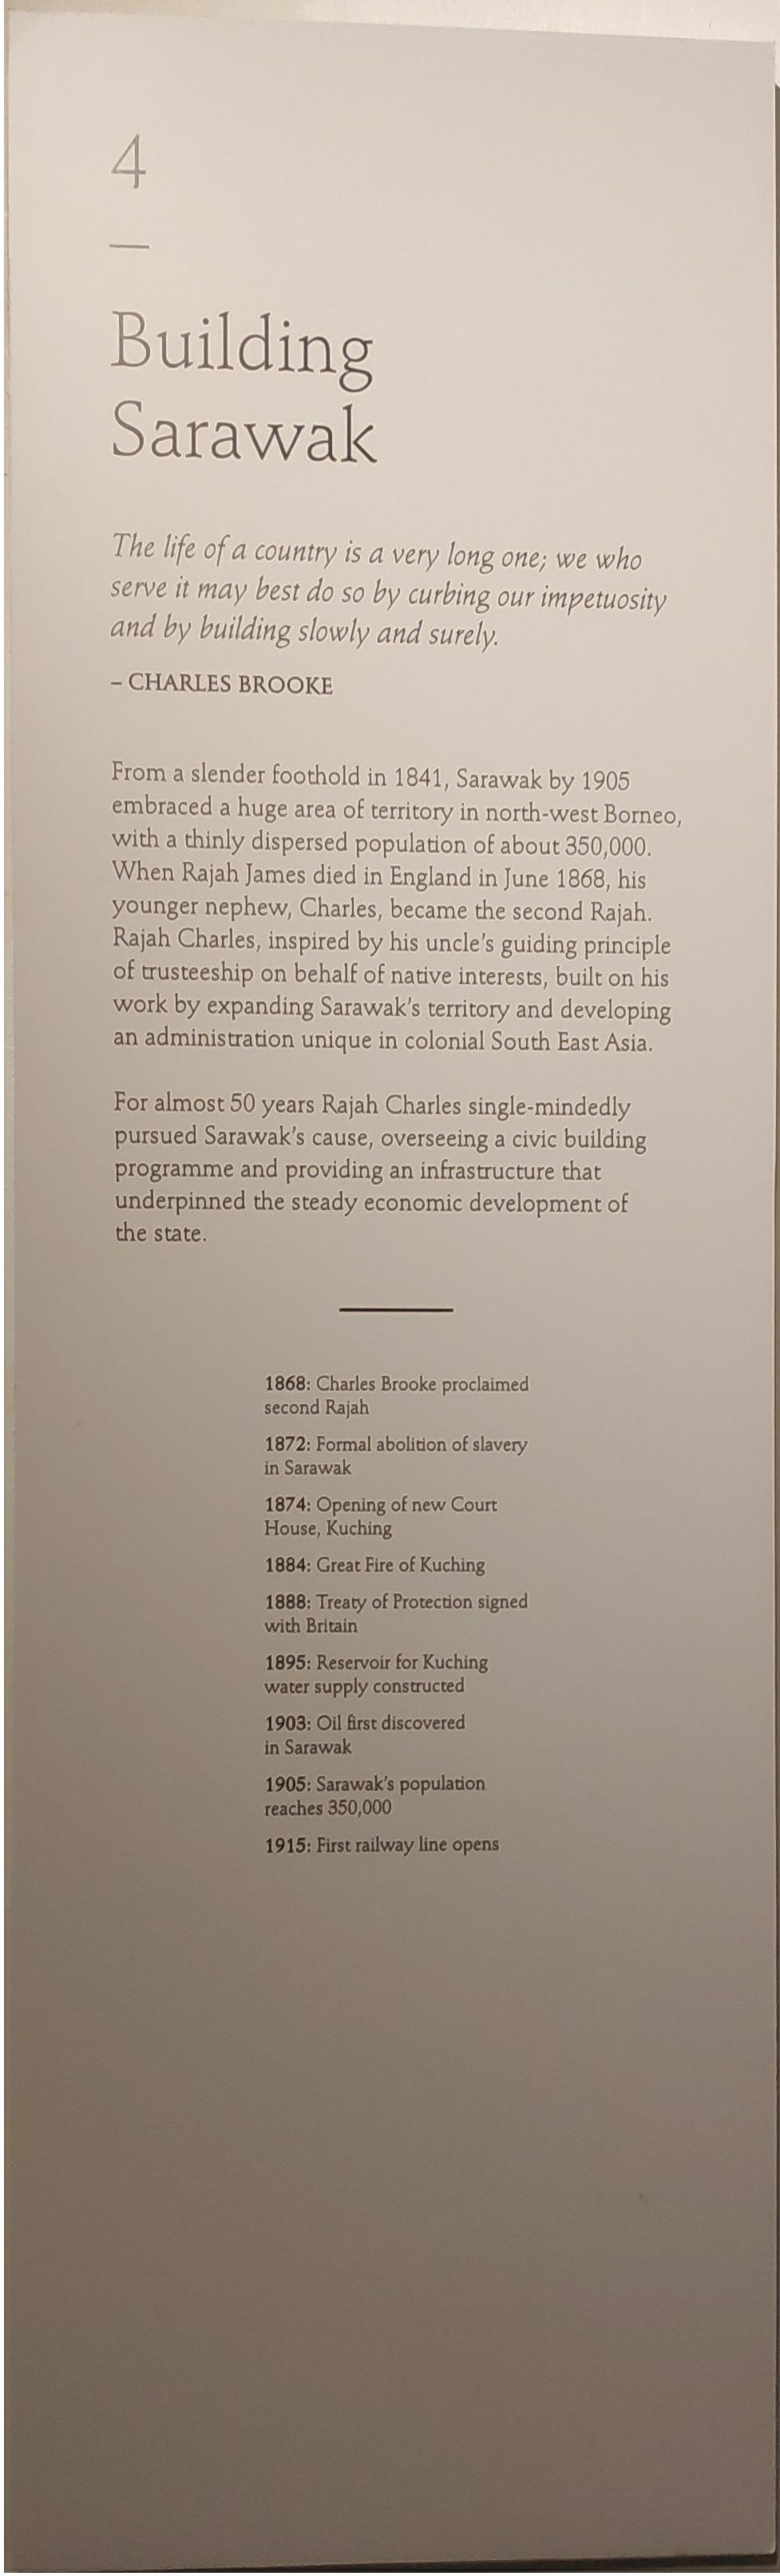 4
—
Building
Sarawak
The life of a country is a very long one; we who
serve it may best do so by curbing our impetuosity
and by building slowly and surely.
– CHARLES BROOKE
From a slender foothold in 1841, Sarawak by 1905
embraced a huge area of territory in north-west Borneo,
with a thinly dispersed population of about 350,000.
When Rajah James died in England in June 1868, his
younger nephew, Charles, became the second Rajah.
Rajah Charles, inspired by his uncle's guiding principle
of trusteeship on behalf of native interests, built on his
work by expanding Sarawak's territory and developing
an administration unique in colonial South East Asia.
For almost 50 years Rajah Charles single-mindedly
pursued Sarawak's cause, overseeing a civic building
programme and providing an infrastructure that
underpinned the steady economic development of
the state.
1868: Charles Brooke proclaimed
second Rajah
1872: Formal abolition of slavery
in Sarawak
1874: Opening of new Court
House, Kuching
1884: Great Fire of Kuching
1888: Treaty of Protection signed
with Britain
1895: Reservoir for Kuching
water supply constructed
1903: Oil first discovered
in Sarawak
1905: Sarawak's population
reaches 350,000
1915: First railway line opens